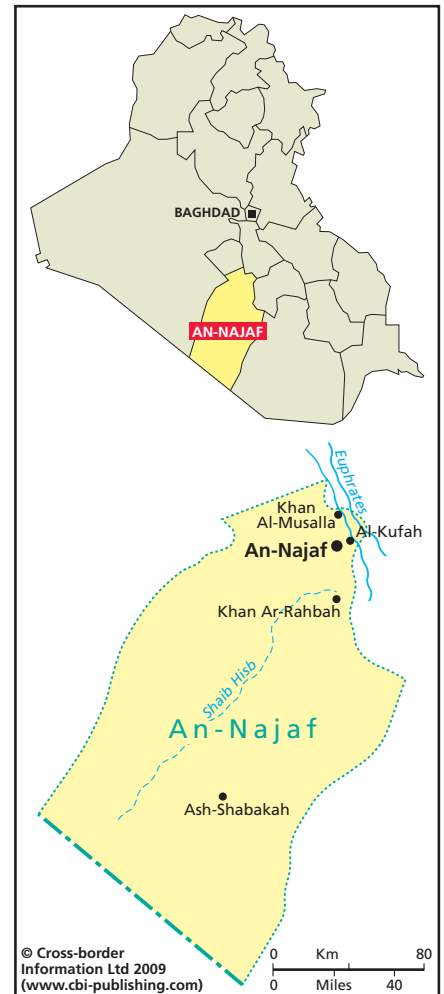 BAGHDAD
AN-NAJAF
Euphrates
Khan
Al-Musalla
Al-Kufah
An-Najaf
Khan Ar-Rahbah
Shaib Hisb
An-Najaf
Ash-Shabakah
© Cross-border
Information Ltd 2009
(www.cbi-publishing.com)
0 Km 80
0 Miles 40